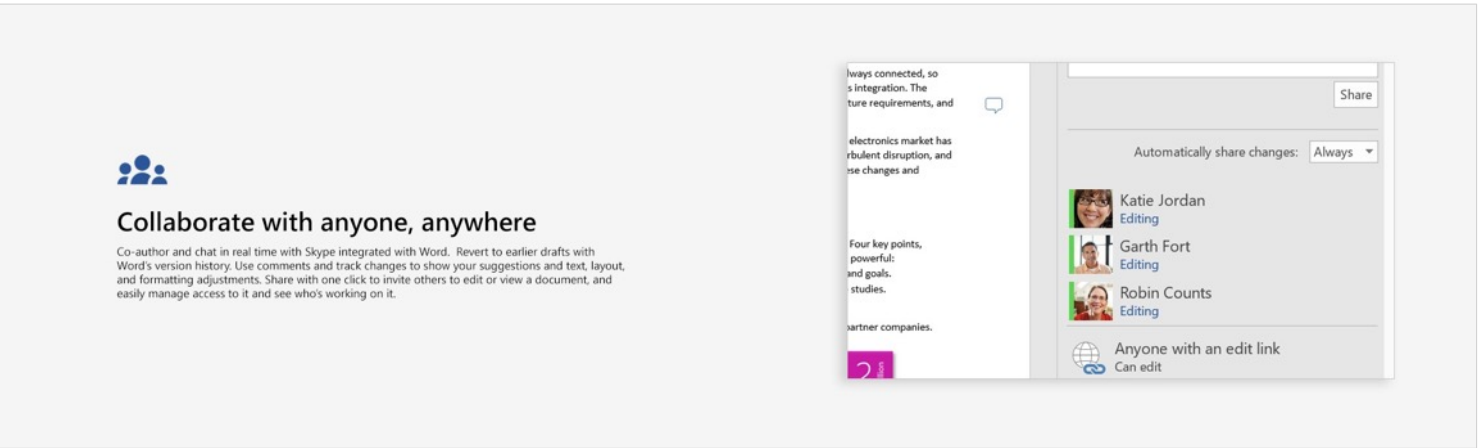 Collaborate with anyone, anywhere
Co-author and chat in real time with Skype integrated with Word. Revert to earlier drafts with
Word's version history. Use comments and track changes to show your suggestions and text, layout,
and formatting adjustments. Share with one click to invite others to edit or view a document, and
easily manage access to it and see who's working on it.
lways connected, so
s integration. The
ture requirements, and
electronics market has
rbulent disruption, and
ese changes and
Four key points,
powerful:
and goals.
studies.
partner companies.
2
Share
Automatically share changes: Always
Katie Jordan
Editing
Garth Fort
Editing
Robin Counts
Editing
Anyone with an edit link
Can edit